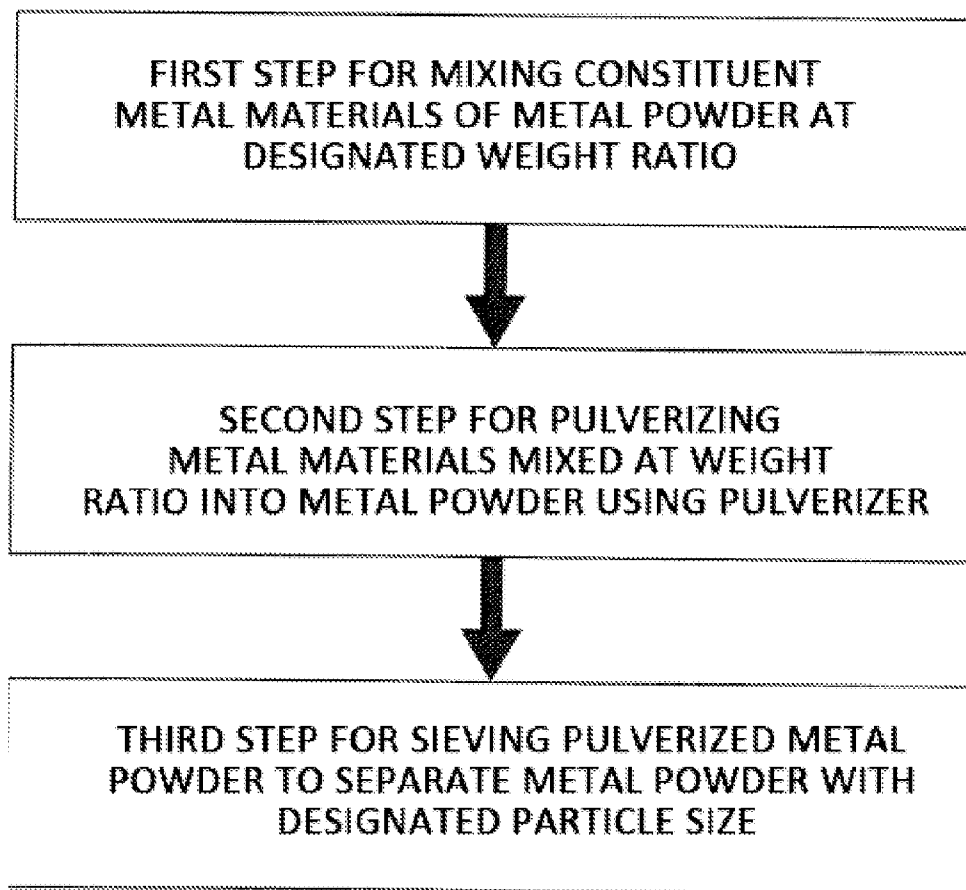 FIRST STEP FOR MIXING CONSTITUENT
METAL MATERIALS OF METAL POWDER AT
DESIGNATED WEIGHT RATIO
SECOND STEP FOR PULVERIZING
METAL MATERIALS MIXED AT WEIGHT
RATIO INTO METAL POWDER USING PULVERIZER
THIRD STEP FOR SIEVING PULVERIZED METAL
POWDER TO SEPARATE METAL POWDER WITH
DESIGNATED PARTICLE SIZE